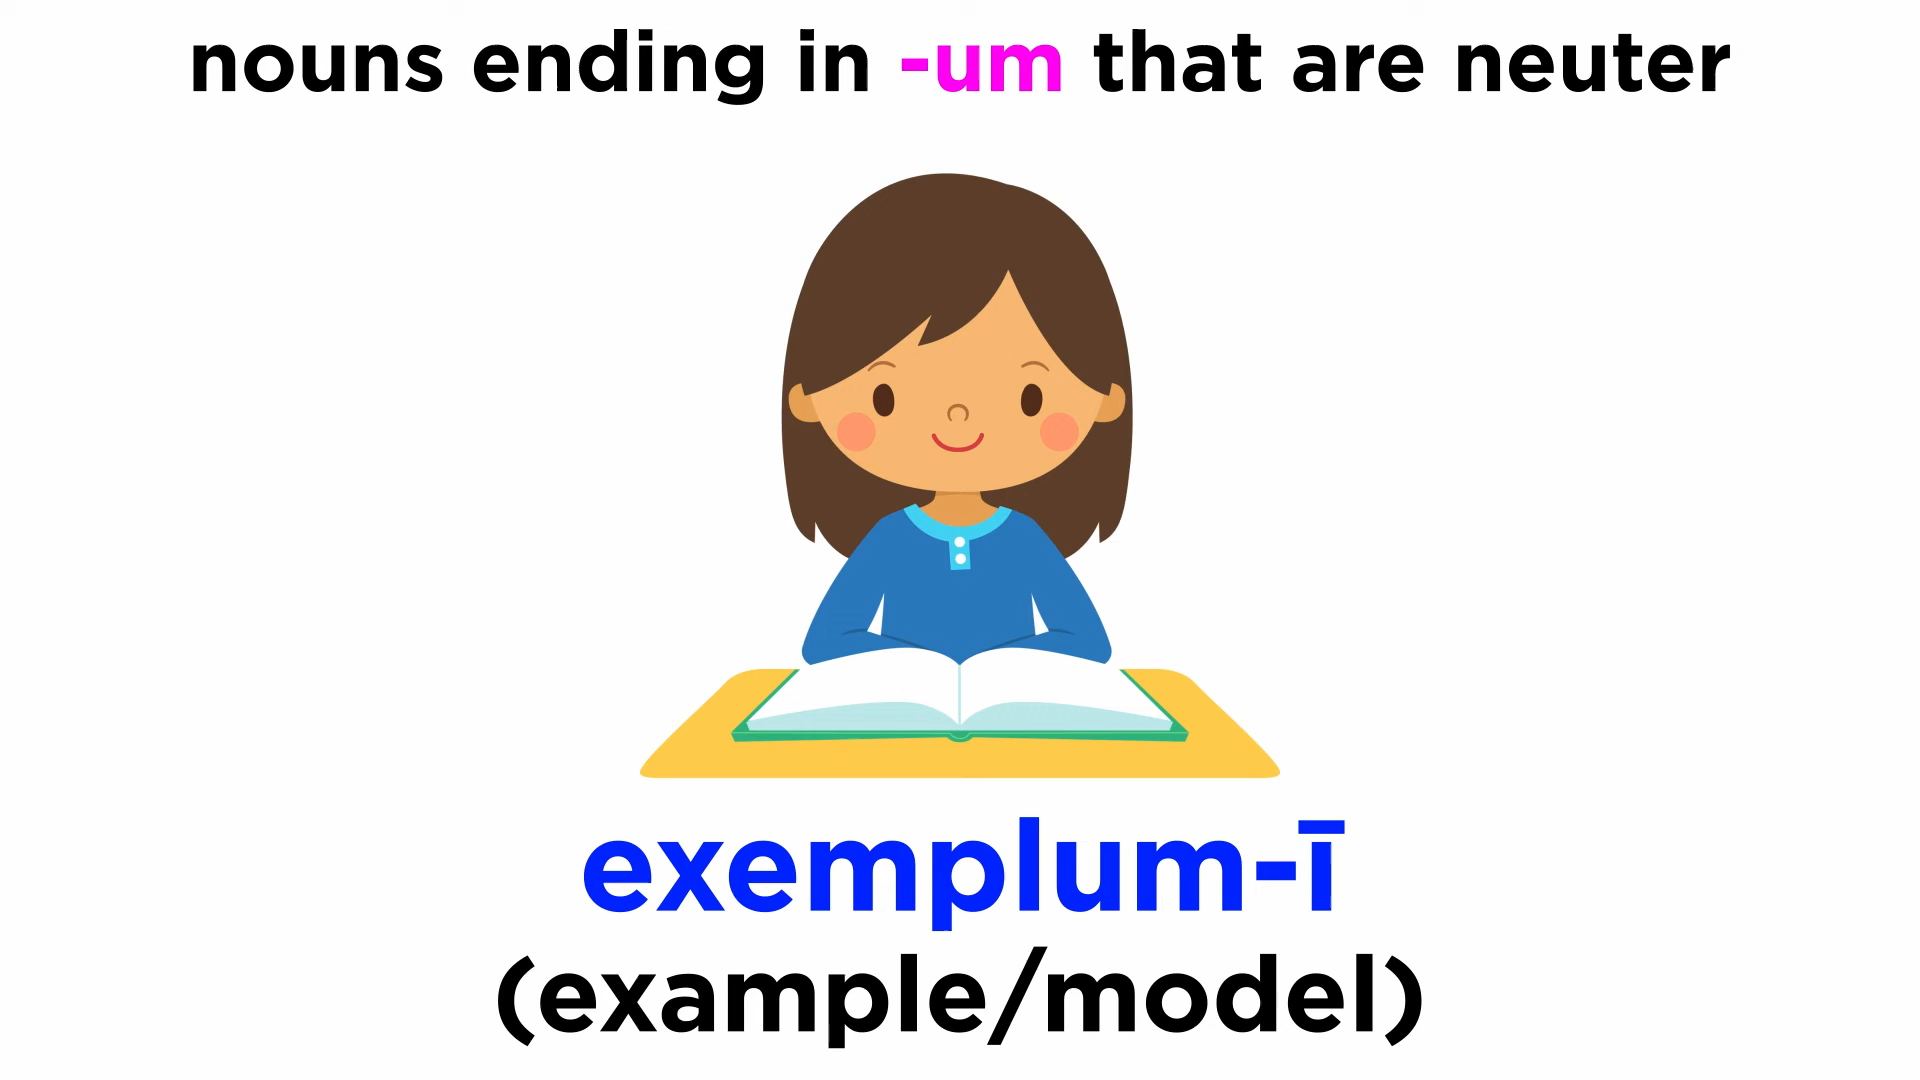 nouns ending in -um that are neuter
exemplum-ī
(example/model)